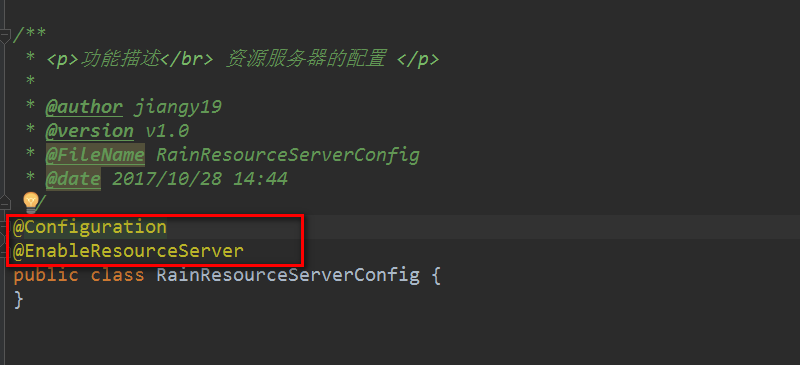 /**
* <p>功能描述</br> 资源服务器的配置 </p>
*
* @author jiangy19
* @version v1.0
* @FileName RainResourceServerConfig
* @date 2017/10/28 14:44
/
@Configuration
@EnableResourceServer
public class RainResourceServerConfig {
}